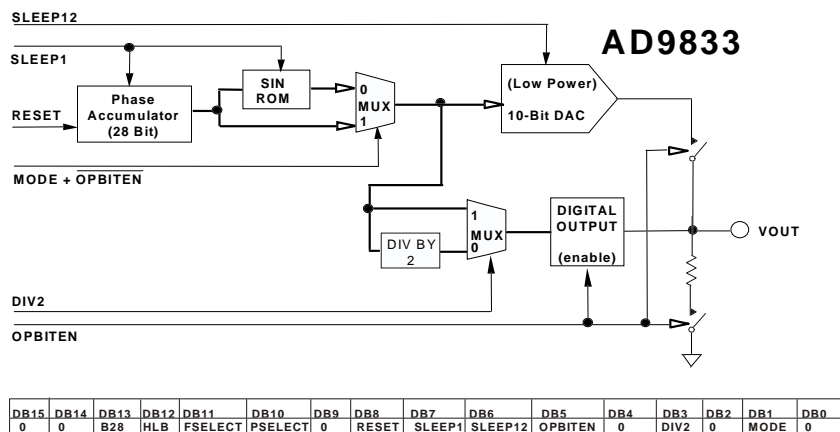 SLEEP12
AD9833
SLEEP1
SIN
ROM
(Low Power)
10-Bit DAC
Phase
Accumulator
(28 Bit)
0
MUX
1
RESET
MODE + OPBITEN
1
MUX
0
DIV BY
2
DIGITAL
OUTPUT
(enable)
VOUT
DIV2
OPBITEN
DB15 DB14 DB13 DB12 DB11 DB10 DB9 DB8 DB7 DB6 DB5 DB4 DB3 DB2 DB1 DB0
0 0 B28 HLB FSELECT PSELECT 0 RESET SLEEP1 SLEEP12 OPBITEN 0 DIV2 0 MODE 0